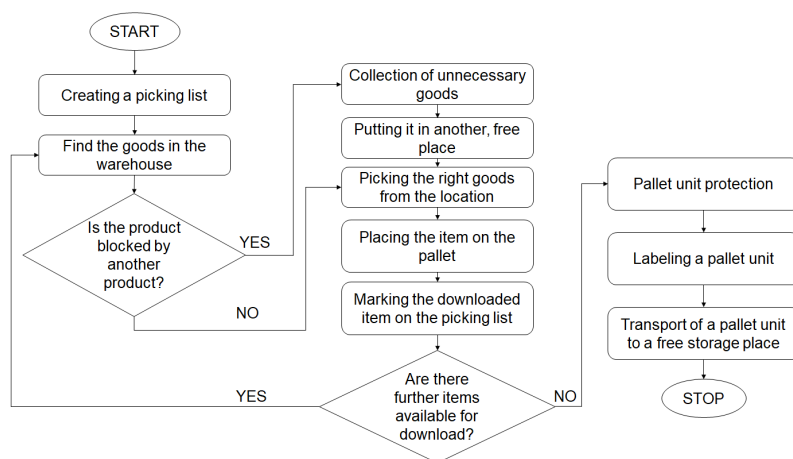 START
Creating a picking list
Find the goods in the
warehouse
Is the product
blocked by
another
product?
YES
NO
Collection of unnecessary
goods
Putting it in another, free
place
Picking the right goods
from the location
Placing the item on the
pallet
Marking the downloaded
item on the picking list
Are there
further items
available for
download?
YES
NO
Pallet unit protection
Labeling a pallet unit
Transport of a pallet unit
to a free storage place
STOP